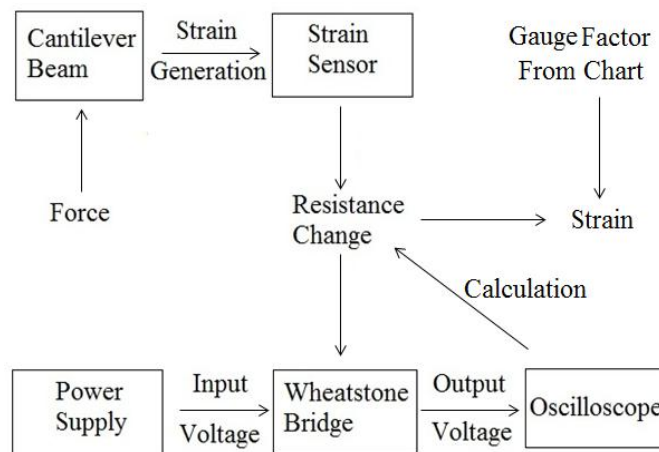 Cantilever
Beam
Strain
Generation
Strain
Sensor
Gauge Factor
From Chart
Force
Resistance
Change
Strain
Calculation
Power
Supply
Input
Voltage
Wheatstone
Bridge
Output
Voltage
Oscilloscope